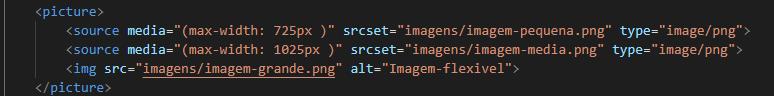 <picture>
<source media="(max-width: 725px )" srcset="imagens/imagem-pequena.png" type="image/png">
<source media="(max-width: 1025px )" srcset="imagens/imagem-media.png" type="image/png">
<img src="imagens/imagem-grande.png" alt="Imagem-flexivel">
</picture>